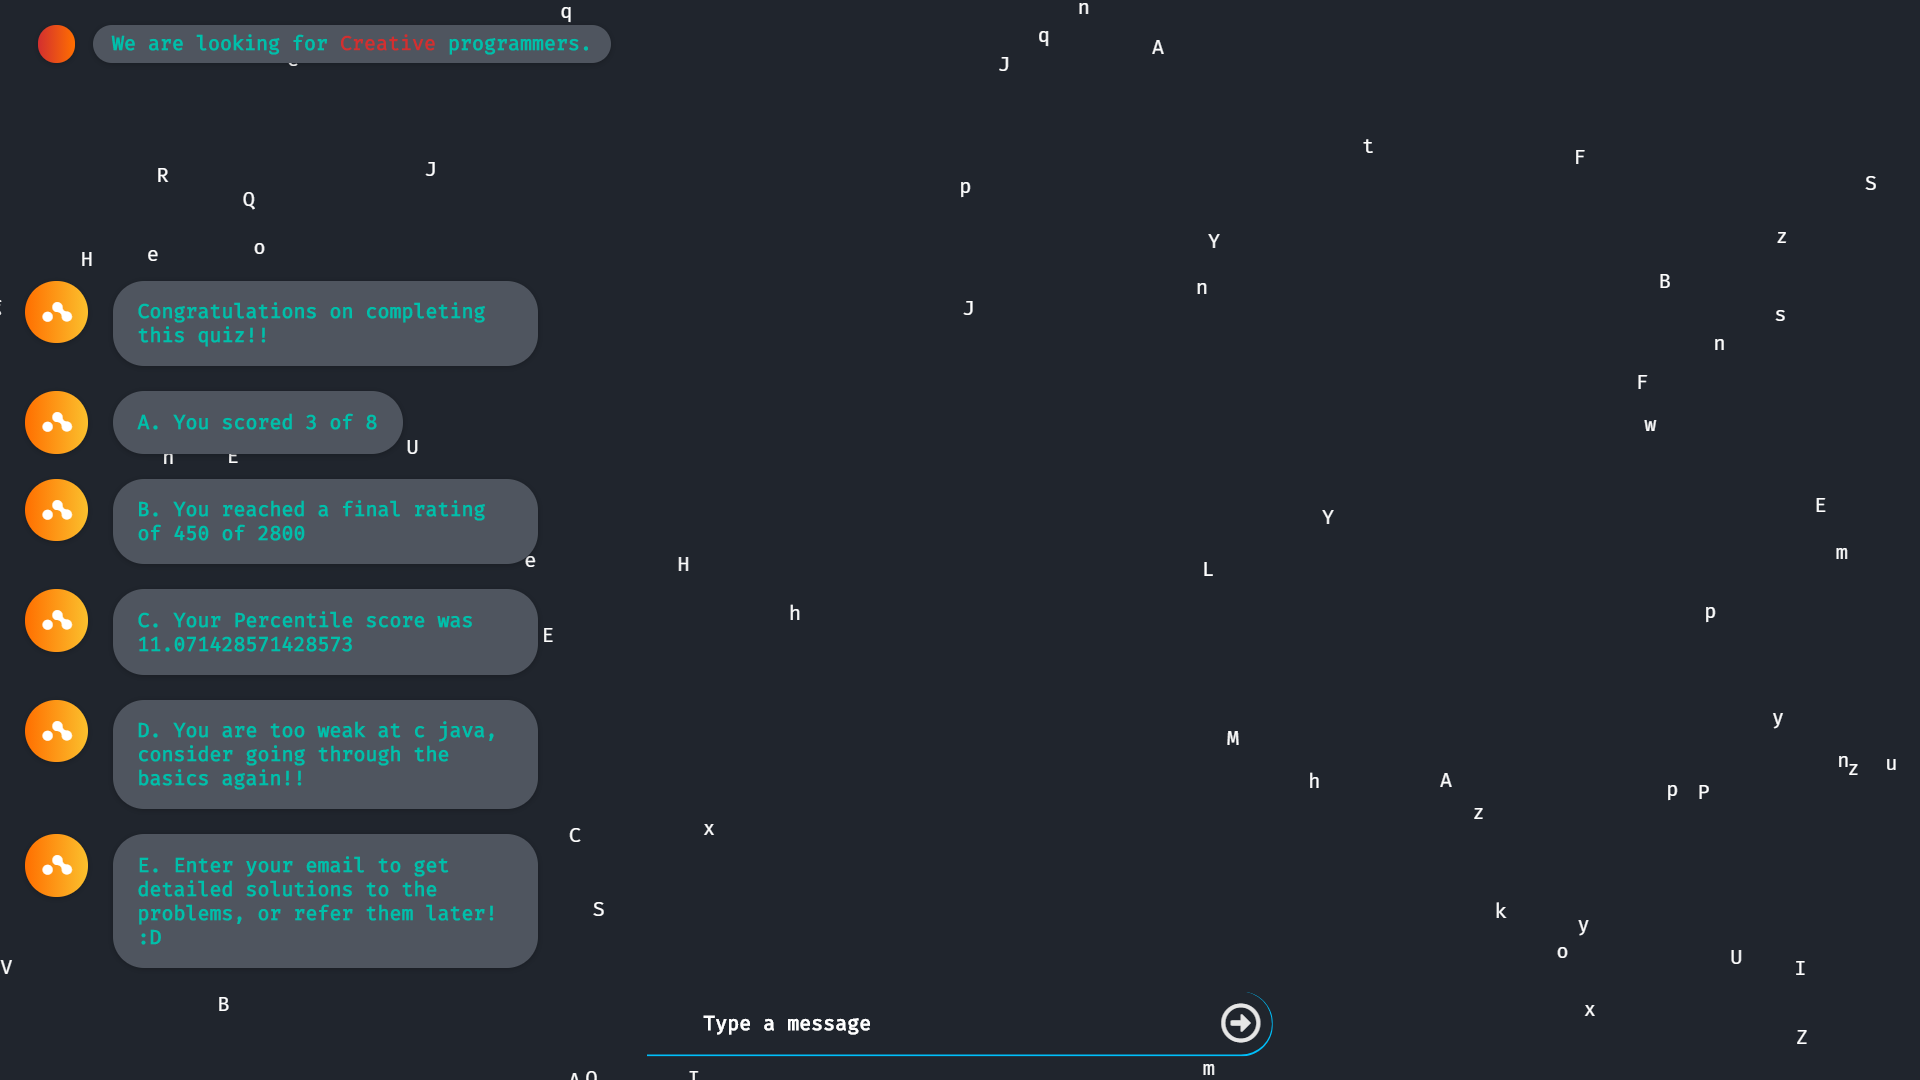 We are looking for Creative programmers.
Congratulations on completing
this quiz!!
A. You scored 3 of 8
B. You reached a final rating
of 450 of 2800
C. Your Percentile score was
11.071428571428573
D. You are too weak at c java,
consider going through the
basics again!!
E. Enter your email to get
detailed solutions to the
problems, or refer them later!
:D
Type a message
q
n
q
A
J
t
F
R
J
Q
p
S
H
e
o
Y
z
n
B
J
s
n
F
w
U
E
Y
E
m
e
H
L
h
p
E
y
M
n
z
u
h
A
p
P
z
C
x
S
k
y
o
U
I
V
B
x
Z
m